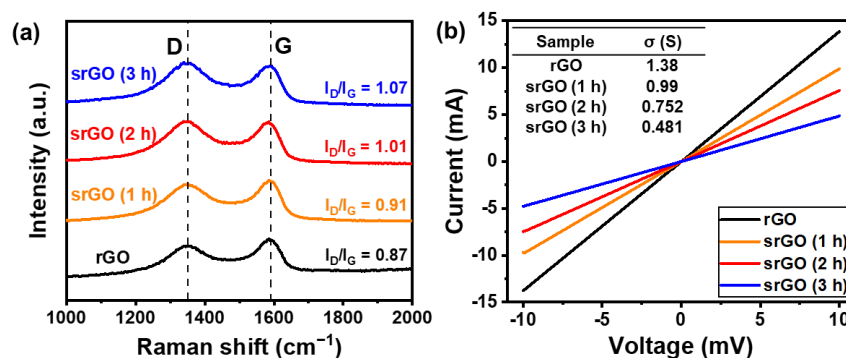 (a)
D
G
srGO (3 h)
I_D/I_G = 1.07
srGO (2 h)
I_D/I_G = 1.01
srGO (1 h)
I_D/I_G = 0.91
rGO
I_D/I_G = 0.87
Intensity (a.u.)
1000 1200 1400 1600 1800 2000
Raman shift (cm⁻¹)
(b)
Sample σ (S)
rGO 1.38
srGO (1 h) 0.99
srGO (2 h) 0.752
srGO (3 h) 0.481
rGO
srGO (1 h)
srGO (2 h)
srGO (3 h)
Current (mA)
15
10
5
0
-5
-10
-15
-10 -5 0 5 10
Voltage (mV)